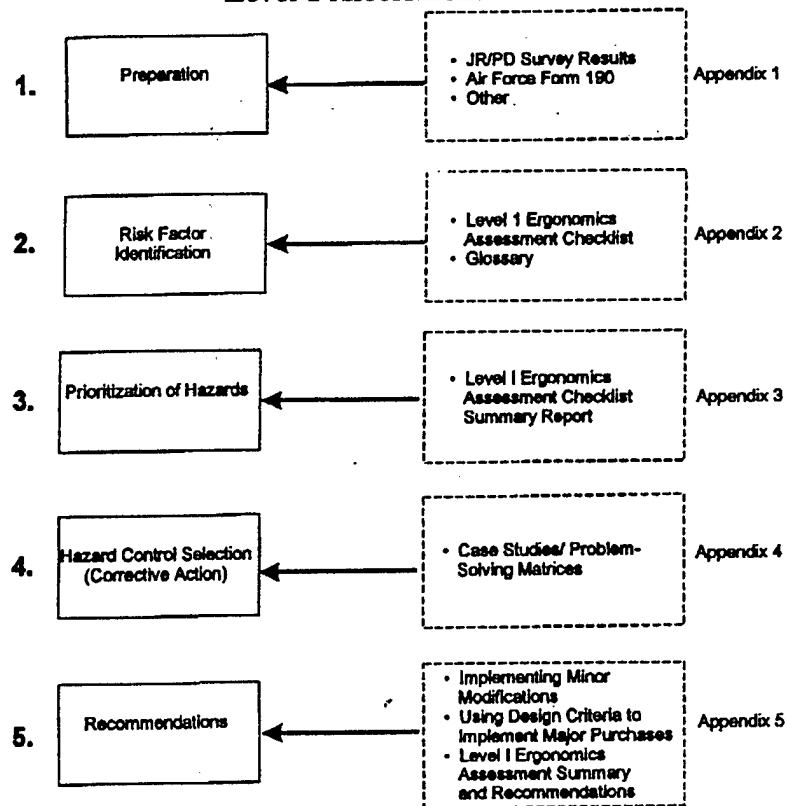 1.
Preparation
• JR/PD Survey Results
• Air Force Form 190
• Other
Appendix 1
2.
Risk Factor
Identification
• Level 1 Ergonomics
Assessment Checklist
• Glossary
Appendix 2
3.
Prioritization of Hazards
• Level I Ergonomics
Assessment Checklist
Summary Report
Appendix 3
4.
Hazard Control Selection
(Corrective Action)
• Case Studies/ Problem-
Solving Matrices
Appendix 4
5.
Recommendations
• Implementing Minor
Modifications
• Using Design Criteria to
Implement Major Purchases
• Level I Ergonomics
Assessment Summary
and Recommendations
Appendix 5